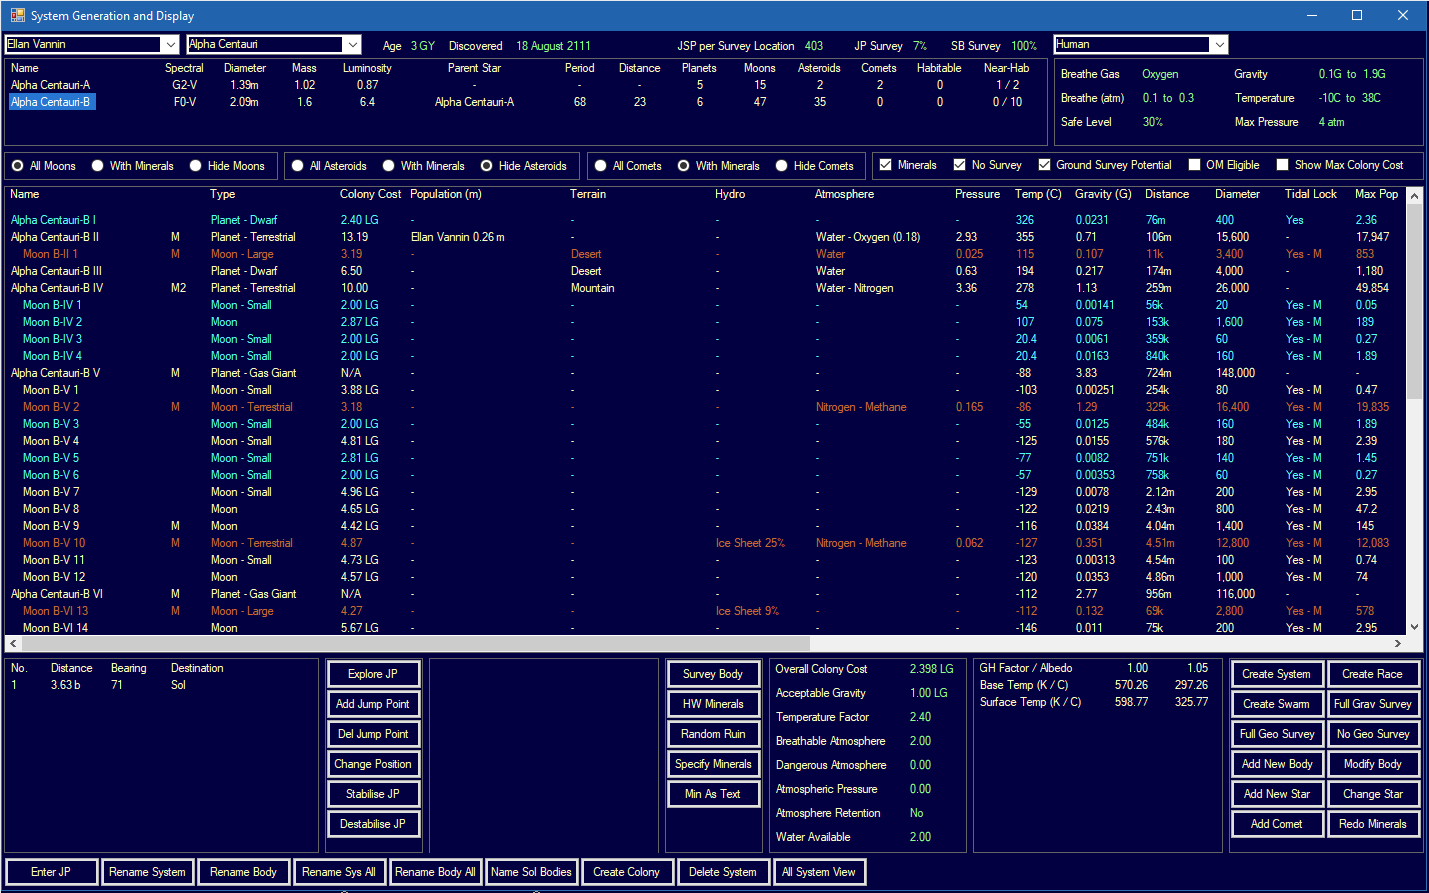 System Generation and Display
Ellan Vannin Alpha Centauri Age 3 GY Discovered 18 August 2111 JSP per Survey Location 403 JP Survey 7% SB Survey 100% Human
Name Spectral Diameter Mass Luminosity Parent Star Period Distance Planets Moons Asteroids Comets Habitable Near-Hab
Alpha Centauri-A G2-V 1.39m 1.02 0.87 - - - 5 15 2 2 0 1 / 2
Alpha Centauri-B F0-V 2.09m 1.6 6.4 Alpha Centauri-A 68 23 6 47 35 0 0 0 / 10
Breathe Gas Oxygen Gravity 0.1G to 1.9G
Breathe (atm) 0.1 to 0.3 Temperature -10C to 38C
Safe Level 30% Max Pressure 4 atm
All Moons With Minerals Hide Moons All Asteroids With Minerals Hide Asteroids All Comets With Minerals Hide Comets Minerals No Survey Ground Survey Potential OM Eligible Show Max Colony Cost
Name Type Colony Cost Population (m) Terrain Hydro Atmosphere Pressure Temp (C) Gravity (G) Distance Diameter Tidal Lock Max Pop
Alpha Centauri-B I Planet - Dwarf 2.40 LG - - - - - 326 0.0231 76m 400 Yes 2.36
Alpha Centauri-B II M Planet - Terrestrial 13.19 Ellan Vannin 0.26 m - - Water - Oxygen (0.18) 2.93 355 0.71 106m 15,600 - 17,947
Moon B-II 1 M Moon - Large 3.19 - Desert - Water 0.025 115 0.107 11k 3,400 Yes - M 853
Alpha Centauri-B III Planet - Dwarf 6.50 - Desert - Water 0.63 194 0.217 174m 4,000 - 1,180
Alpha Centauri-B IV M2 Planet - Terrestrial 10.00 - Mountain - Water - Nitrogen 3.36 278 1.13 259m 26,000 - 49,854
Moon B-IV 1 Moon - Small 2.00 LG - - - - - 54 0.00141 56k 20 Yes - M 0.05
Moon B-IV 2 Moon 2.87 LG - - - - - 107 0.075 153k 1,600 Yes - M 189
Moon B-IV 3 Moon - Small 2.00 LG - - - - - 20.4 0.0061 359k 60 Yes - M 0.27
Moon B-IV 4 Moon - Small 2.00 LG - - - - - 20.4 0.0163 840k 160 Yes - M 1.89
Alpha Centauri-B V M Planet - Gas Giant N/A - - - - - -88 3.83 724m 148,000 - -
Moon B-V 1 Moon - Small 3.88 LG - - - - - -103 0.00251 254k 80 Yes - M 0.47
Moon B-V 2 M Moon - Terrestrial 3.18 - - - Nitrogen - Methane 0.165 -86 1.29 325k 16,400 Yes - M 19,835
Moon B-V 3 Moon - Small 2.00 LG - - - - - -55 0.0125 484k 160 Yes - M 1.89
Moon B-V 4 Moon - Small 4.81 LG - - - - - -125 0.0155 576k 180 Yes - M 2.39
Moon B-V 5 Moon - Small 2.81 LG - - - - - -77 0.0082 751k 140 Yes - M 1.45
Moon B-V 6 Moon - Small 2.00 LG - - - - - -57 0.00353 758k 60 Yes - M 0.27
Moon B-V 7 Moon - Small 4.96 LG - - - - - -129 0.0078 2.12m 200 Yes - M 2.95
Moon B-V 8 Moon 4.65 LG - - - - - -122 0.0219 2.43m 800 Yes - M 47.2
Moon B-V 9 M Moon 4.42 LG - - - - - -116 0.0384 4.04m 1,400 Yes - M 145
Moon B-V 10 M Moon - Terrestrial 4.87 - - Ice Sheet 25% Nitrogen - Methane 0.062 -127 0.351 4.51m 12,800 Yes - M 12,083
Moon B-V 11 Moon - Small 4.73 LG - - - - - -123 0.00313 4.54m 100 Yes - M 0.74
Moon B-V 12 Moon 4.57 LG - - - - - -120 0.0353 4.86m 1,000 Yes - M 74
Alpha Centauri-B VI M Planet - Gas Giant N/A - - - - - -112 2.77 956m 116,000 - -
Moon B-VI 13 M Moon - Large 4.27 - - Ice Sheet 9% - - -112 0.132 69k 2,800 Yes - M 578
Moon B-VI 14 Moon 5.67 LG - - - - - -146 0.011 75k 200 Yes - M 2.95
No. Distance Bearing Destination
1 3.63 b 71 Sol
Explore JP
Add Jump Point
Del Jump Point
Change Position
Stabilise JP
Destabilise JP
Survey Body
HW Minerals
Random Ruin
Specify Minerals
Min As Text
Overall Colony Cost 2.398 LG
Acceptable Gravity 1.00 LG
Temperature Factor 2.40
Breathable Atmosphere 2.00
Dangerous Atmosphere 0.00
Atmospheric Pressure 0.00
Atmosphere Retention No
Water Available 2.00
GH Factor / Albedo 1.00 1.05
Base Temp (K / C) 570.26 297.26
Surface Temp (K / C) 598.77 325.77
Create System Create Race
Create Swarm Full Grav Survey
Full Geo Survey No Geo Survey
Add New Body Modify Body
Add New Star Change Star
Add Comet Redo Minerals
Enter JP Rename System Rename Body Rename Sys All Rename Body All Name Sol Bodies Create Colony Delete System All System View